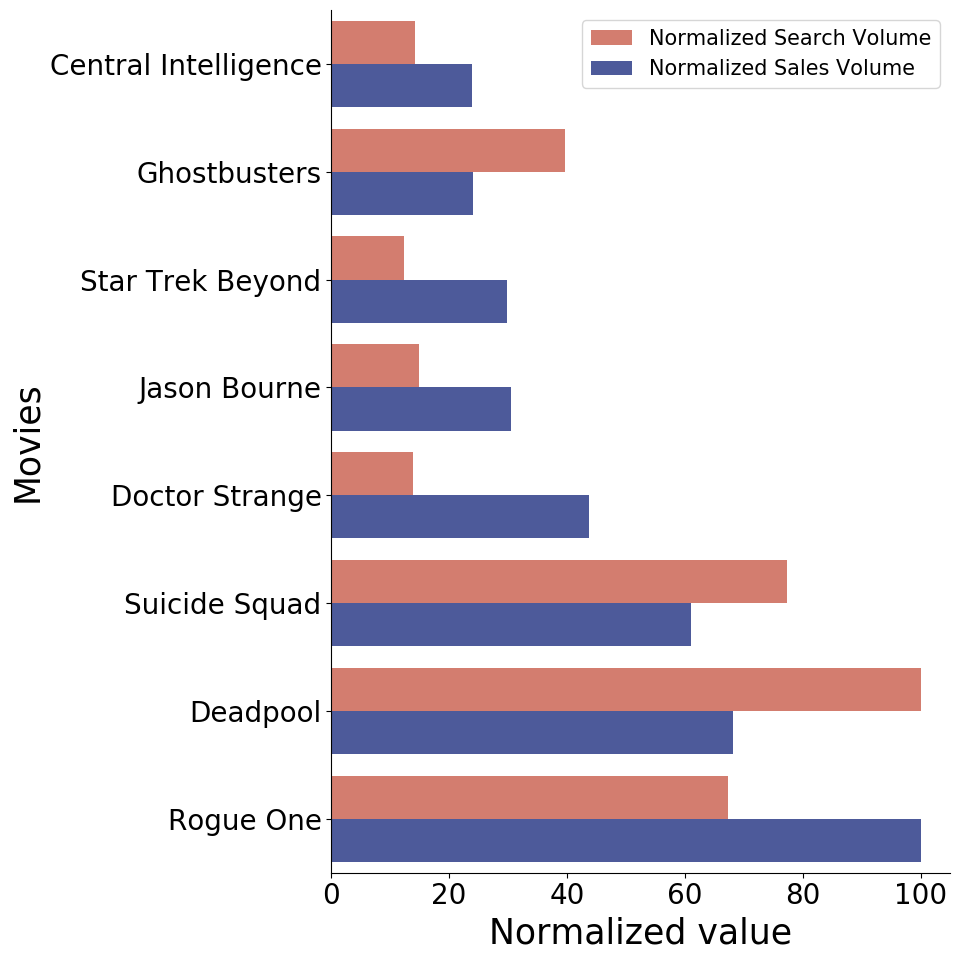 Normalized Search Volume
Normalized Sales Volume
Central Intelligence
Ghostbusters
Star Trek Beyond
Jason Bourne
Doctor Strange
Suicide Squad
Deadpool
Rogue One
Movies
0 20 40 60 80 100
Normalized value